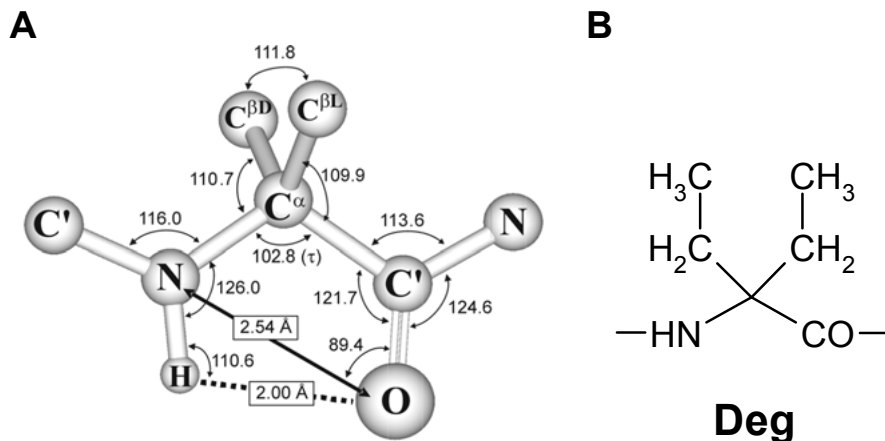 A
B
111.8
CβD
CβL
110.7
109.9
C'
116.0
Cα
113.6
N
102.8 (τ)
N
126.0
C'
121.7
124.6
2.54 Å
89.4
110.6
H
2.00 Å
O
H3C
CH3
H2C
CH2
HN
CO
Deg